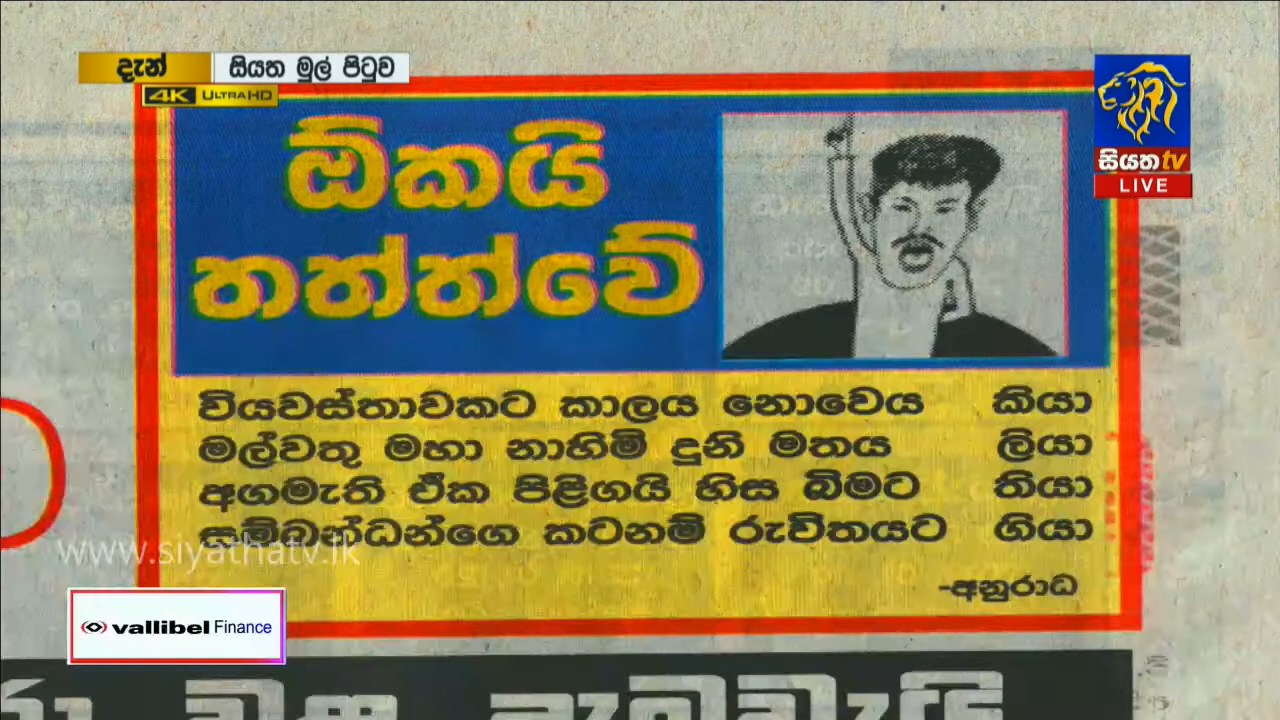 දැන් සියත මුල් පිටුව
4K ULTRA HD
සියත tv
LIVE
ඕකයි
තත්ත්වේ
ව්යවස්තාවකට කාලය නොවෙය කියා
මල්වතු මහා නාහිමි දුනි මතය ලියා
අගමැති ඒක පිළිගයි හිස බිමට තියා
සම්බන්ධන්ගෙ කටනම් රුවිතයට ගියා
-අනුරාධ
www.siyathatv.lk
vallibel Finance